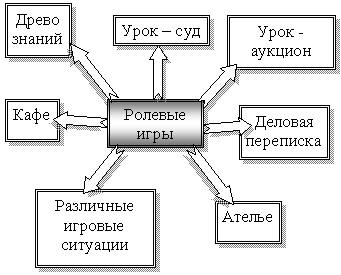 Древо
знаний
Урок – суд
Урок -
аукцион
Кафе
Ролевые
игры
Деловая
переписка
Различные
игровые
ситуации
Ателье